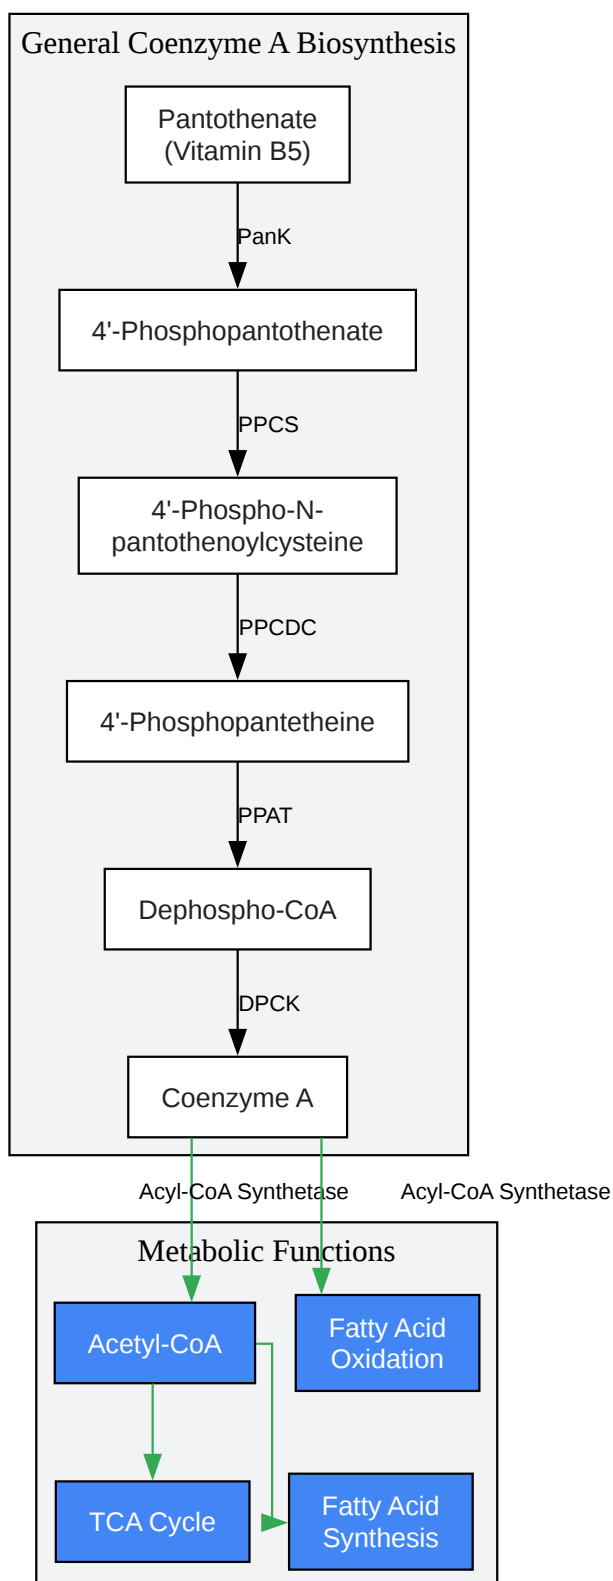 General Coenzyme A Biosynthesis
Pantothenate
(Vitamin B5)
PanK
4'-Phosphopantothenate
PPCS
4'-Phospho-N-
pantothenoylcysteine
PPCDC
4'-Phosphopantetheine
PPAT
Dephospho-CoA
DPCK
Coenzyme A
Acyl-CoA Synthetase
Acyl-CoA Synthetase
Metabolic Functions
Acetyl-CoA
Fatty Acid
Oxidation
TCA Cycle
Fatty Acid
Synthesis